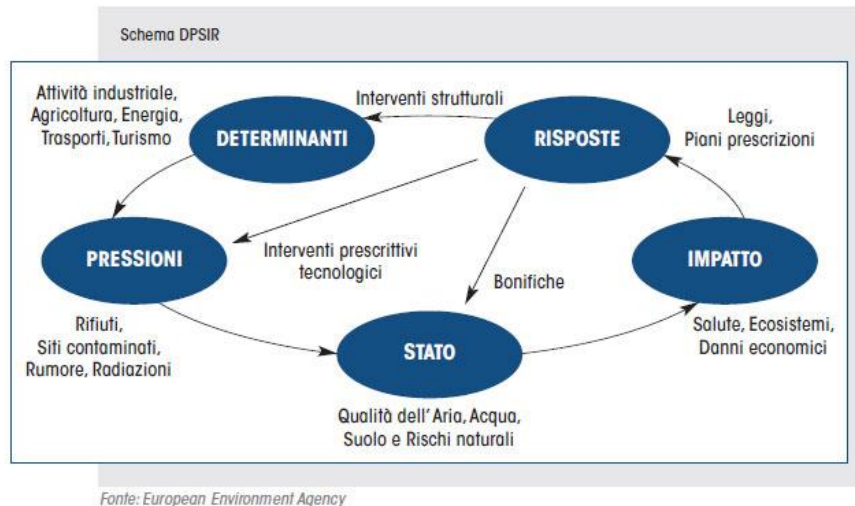 Schema DPSIR
Attività industriale,
Agricoltura, Energia,
Trasporti, Turismo
DETERMINANTI
Interventi strutturali
RISPOSTE
Leggi,
Piani prescrizioni
PRESSIONI
Interventi prescrittivi
tecnologici
Bonifiche
IMPATTO
Rifiuti,
Siti contaminati,
Rumore, Radiazioni
STATO
Salute, Ecosistemi,
Danni economici
Qualità dell'Aria, Acqua,
Suolo e Rischi naturali
Fonte: European Environment Agency